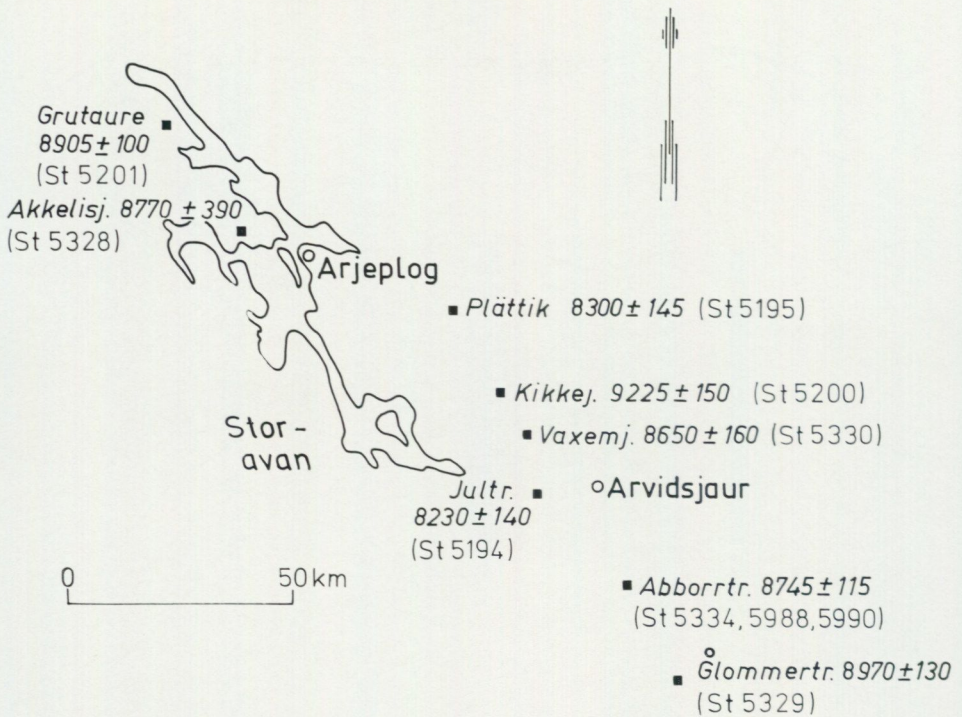 Grutaure
8905 ± 100
(St 5201)
Akkelisj. 8770 ± 390
(St 5328)
Arjeplog
Plättik 8300 ± 145 (St 5195)
Kikkej. 9225 ± 150 (St 5200)
Vaxemj. 8650 ± 160 (St 5330)
Stor-
avan
Jultr.
8230 ± 140
(St 5194)
Arvidsjaur
0 50 km
Abborrtr. 8745 ± 115
(St 5334, 5988, 5990)
Glommertr. 8970 ± 130
(St 5329)